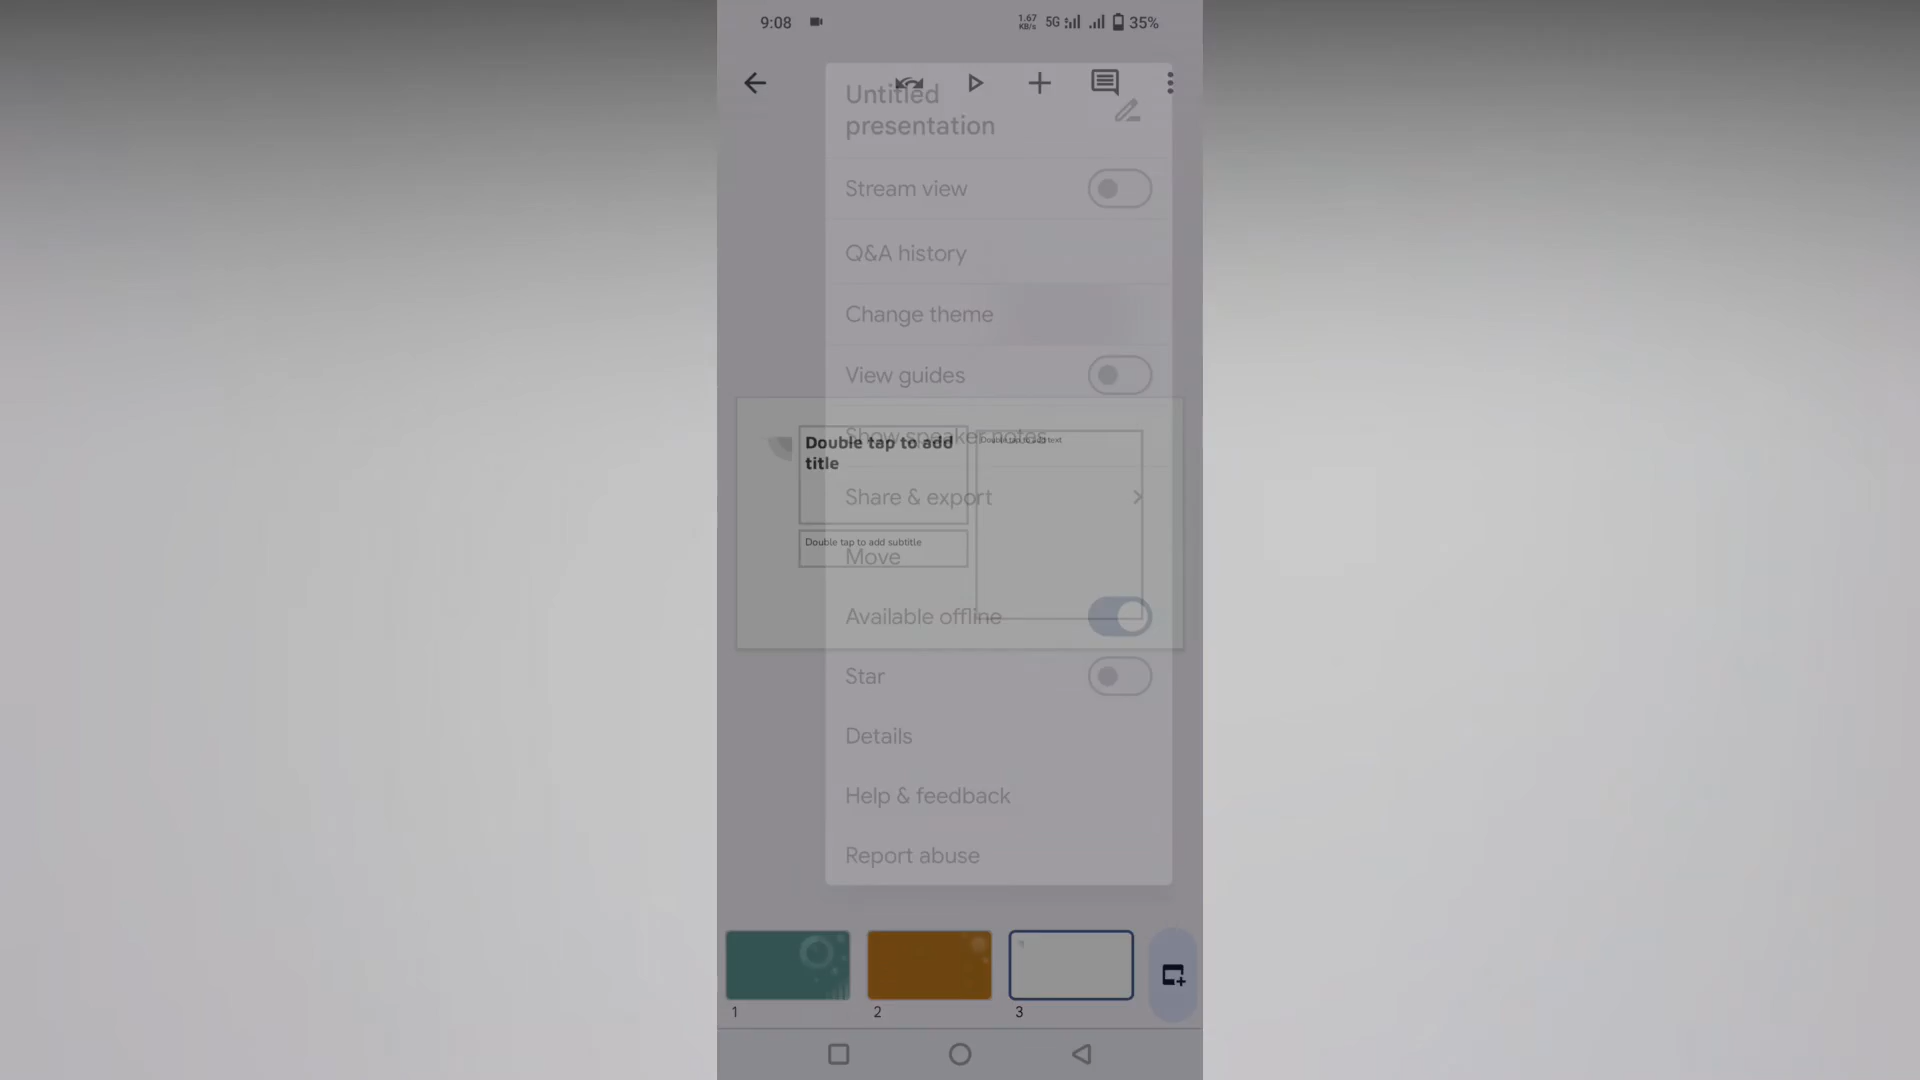 9:08
1.67
KB/s
5G
35%
Untitled
presentation
Stream view
Q&A history
Change theme
View guides
Show speaker notes
Double tap to add
title
Double tap to add text
Share & export
Double tap to add subtitle
Move
Available offline
Star
Details
Help & feedback
Report abuse
1
2
3